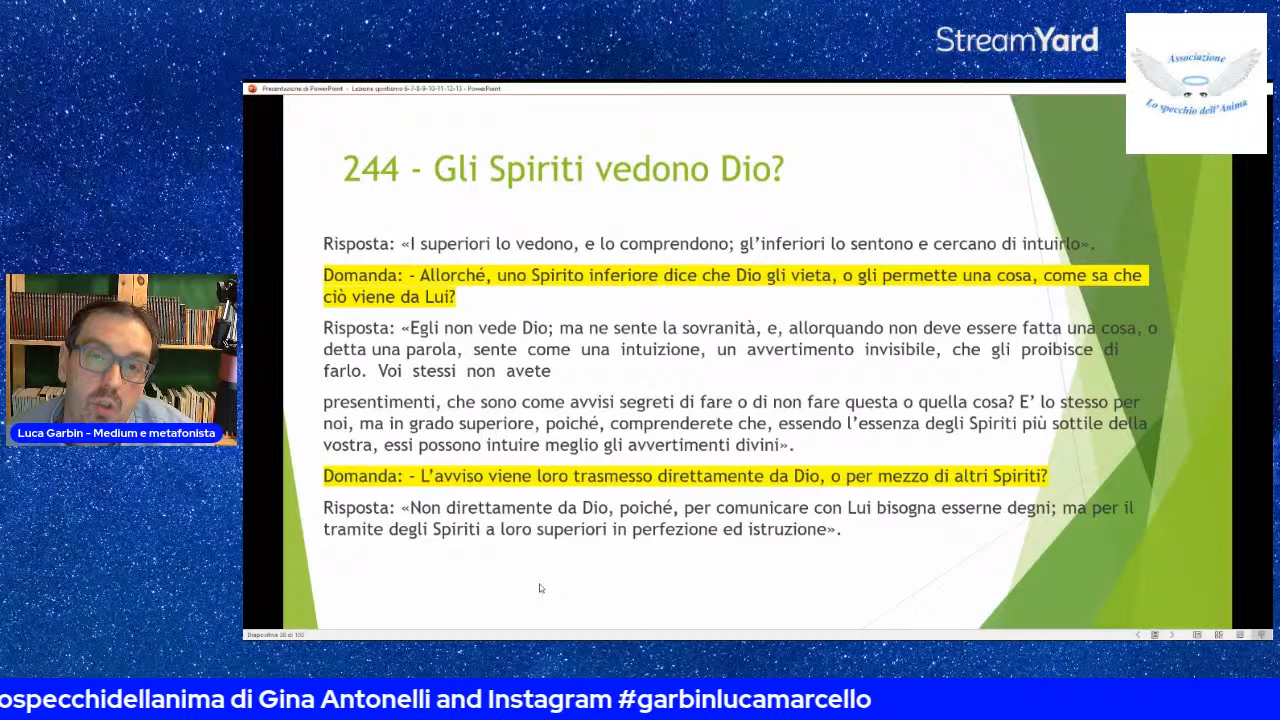 StreamYard
Associazione
Lo specchio dell'Anima
Presentazione di PowerPoint - Lezione spiritismo 6-7-8-9-10-11-12-13 - PowerPoint
244 - Gli Spiriti vedono Dio?
Risposta: «I superiori lo vedono, e lo comprendono; gl'inferiori lo sentono e cercano di intuirlo».
Domanda: - Allorché, uno Spirito inferiore dice che Dio gli vieta, o gli permette una cosa, come sa che
ciò viene da Lui?
Risposta: «Egli non vede Dio; ma ne sente la sovranità, e, allorquando non deve essere fatta una cosa, o
detta una parola, sente come una intuizione, un avvertimento invisibile, che gli proibisce di
farlo. Voi stessi non avete
presentimenti, che sono come avvisi segreti di fare o di non fare questa o quella cosa? E' lo stesso per
noi, ma in grado superiore, poiché, comprenderete che, essendo l'essenza degli Spiriti più sottile della
vostra, essi possono intuire meglio gli avvertimenti divini».
Domanda: - L'avviso viene loro trasmesso direttamente da Dio, o per mezzo di altri Spiriti?
Risposta: «Non direttamente da Dio, poiché, per comunicare con Lui bisogna esserne degni; ma per il
tramite degli Spiriti a loro superiori in perfezione ed istruzione».
Luca Garbin - Medium e metafonista
ospecchidellanima di Gina Antonelli and Instagram #garbinlucamarcello